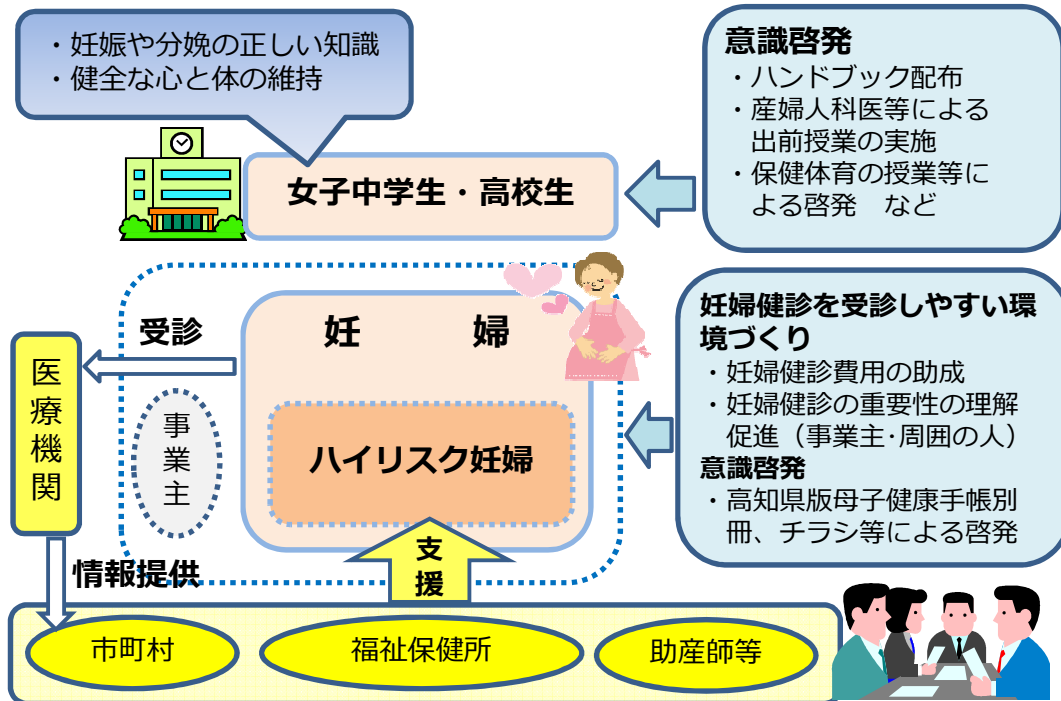 ・妊娠や分娩の正しい知識
・健全な心と体の維持
女子中学生・高校生
意識啓発
・ハンドブック配布
・産婦人科医等による
出前授業の実施
・保健体育の授業等に
よる啓発　など
受診
妊　　婦
ハイリスク妊婦
医療機関
事業主
妊婦健診を受診しやすい環
境づくり
・妊婦健診費用の助成
・妊婦健診の重要性の理解
促進（事業主・周囲の人）
意識啓発
・高知県版母子健康手帳別
冊、チラシ等による啓発
支援
情報提供
市町村
福祉保健所
助産師等